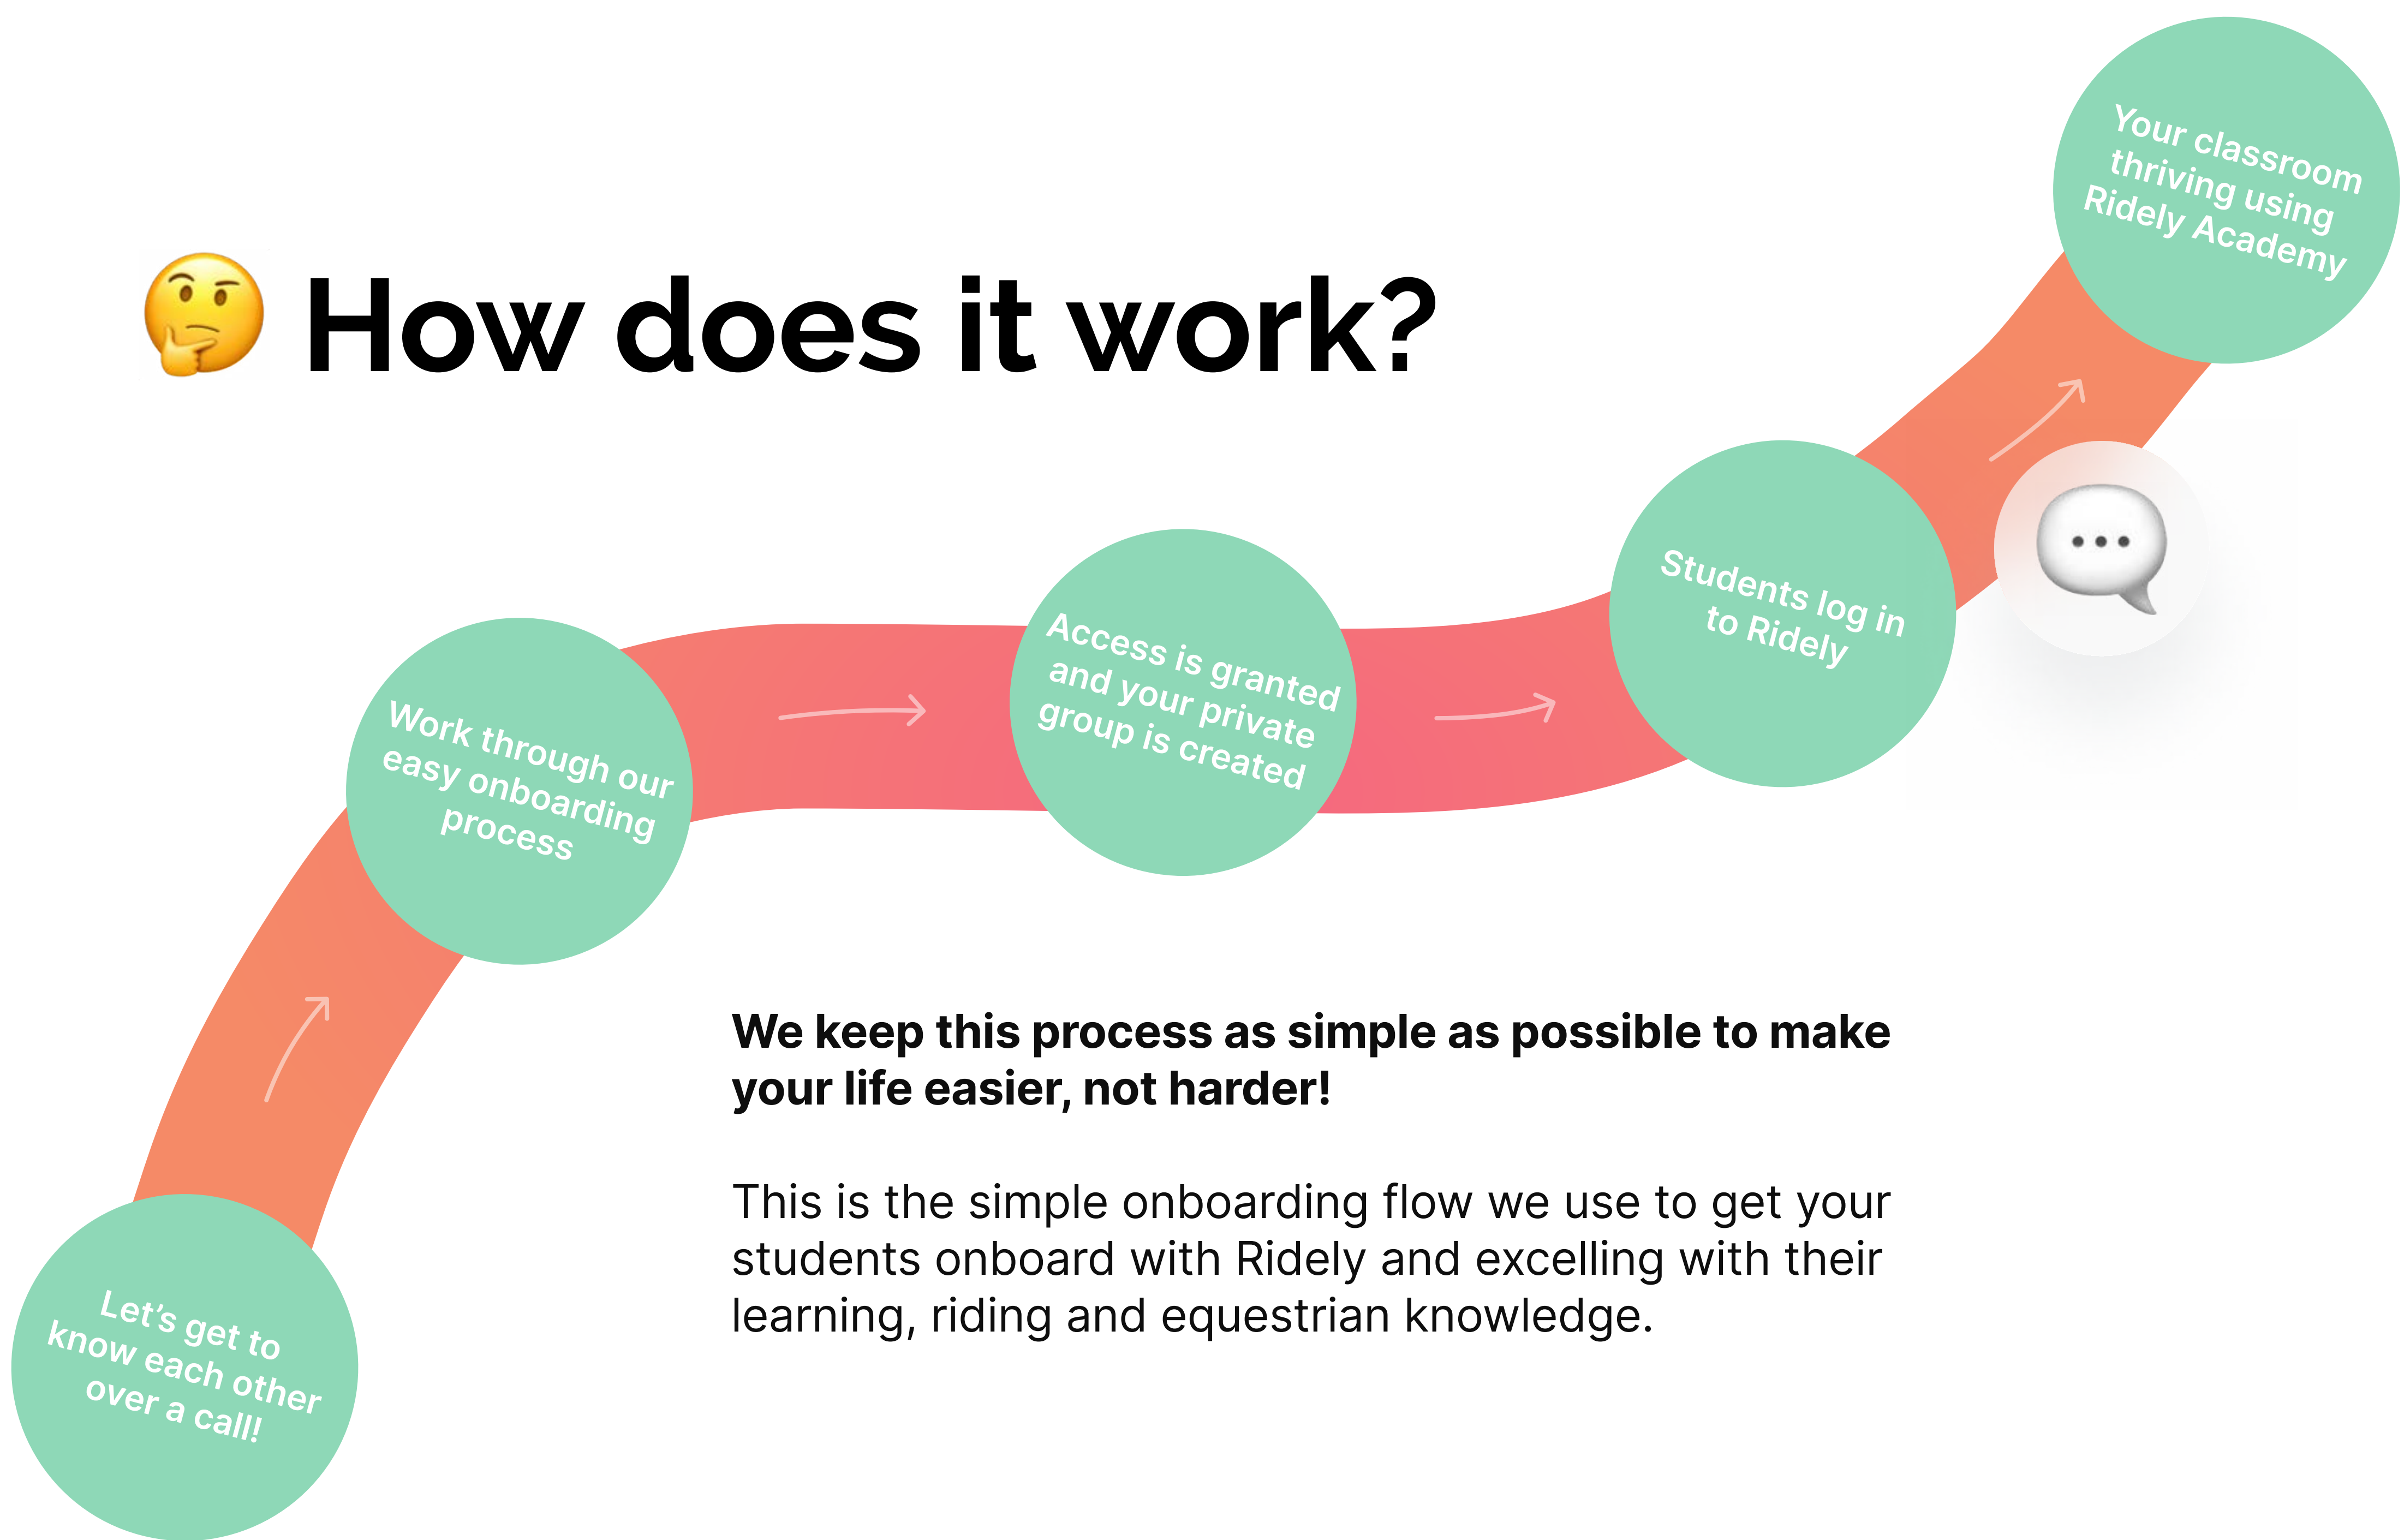 🤔 How does it work?
Your classroom
thriving using
Ridely Academy
Students log in
to Ridely
Access is granted
and your private
group is created
Work through our
easy onboarding
process
Let’s get to
know each other
over a call!
We keep this process as simple as possible to make
your life easier, not harder!
This is the simple onboarding flow we use to get your
students onboard with Ridely and excelling with their
learning, riding and equestrian knowledge.